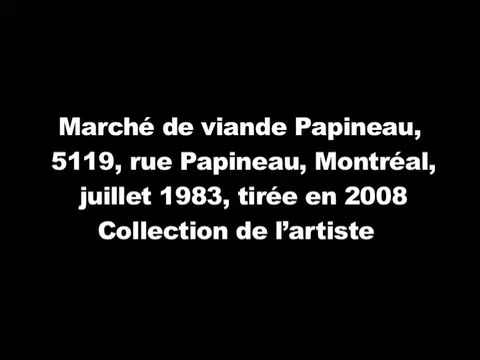 Marché de viande Papineau,
5119, rue Papineau, Montréal,
juillet 1983, tirée en 2008
Collection de l’artiste